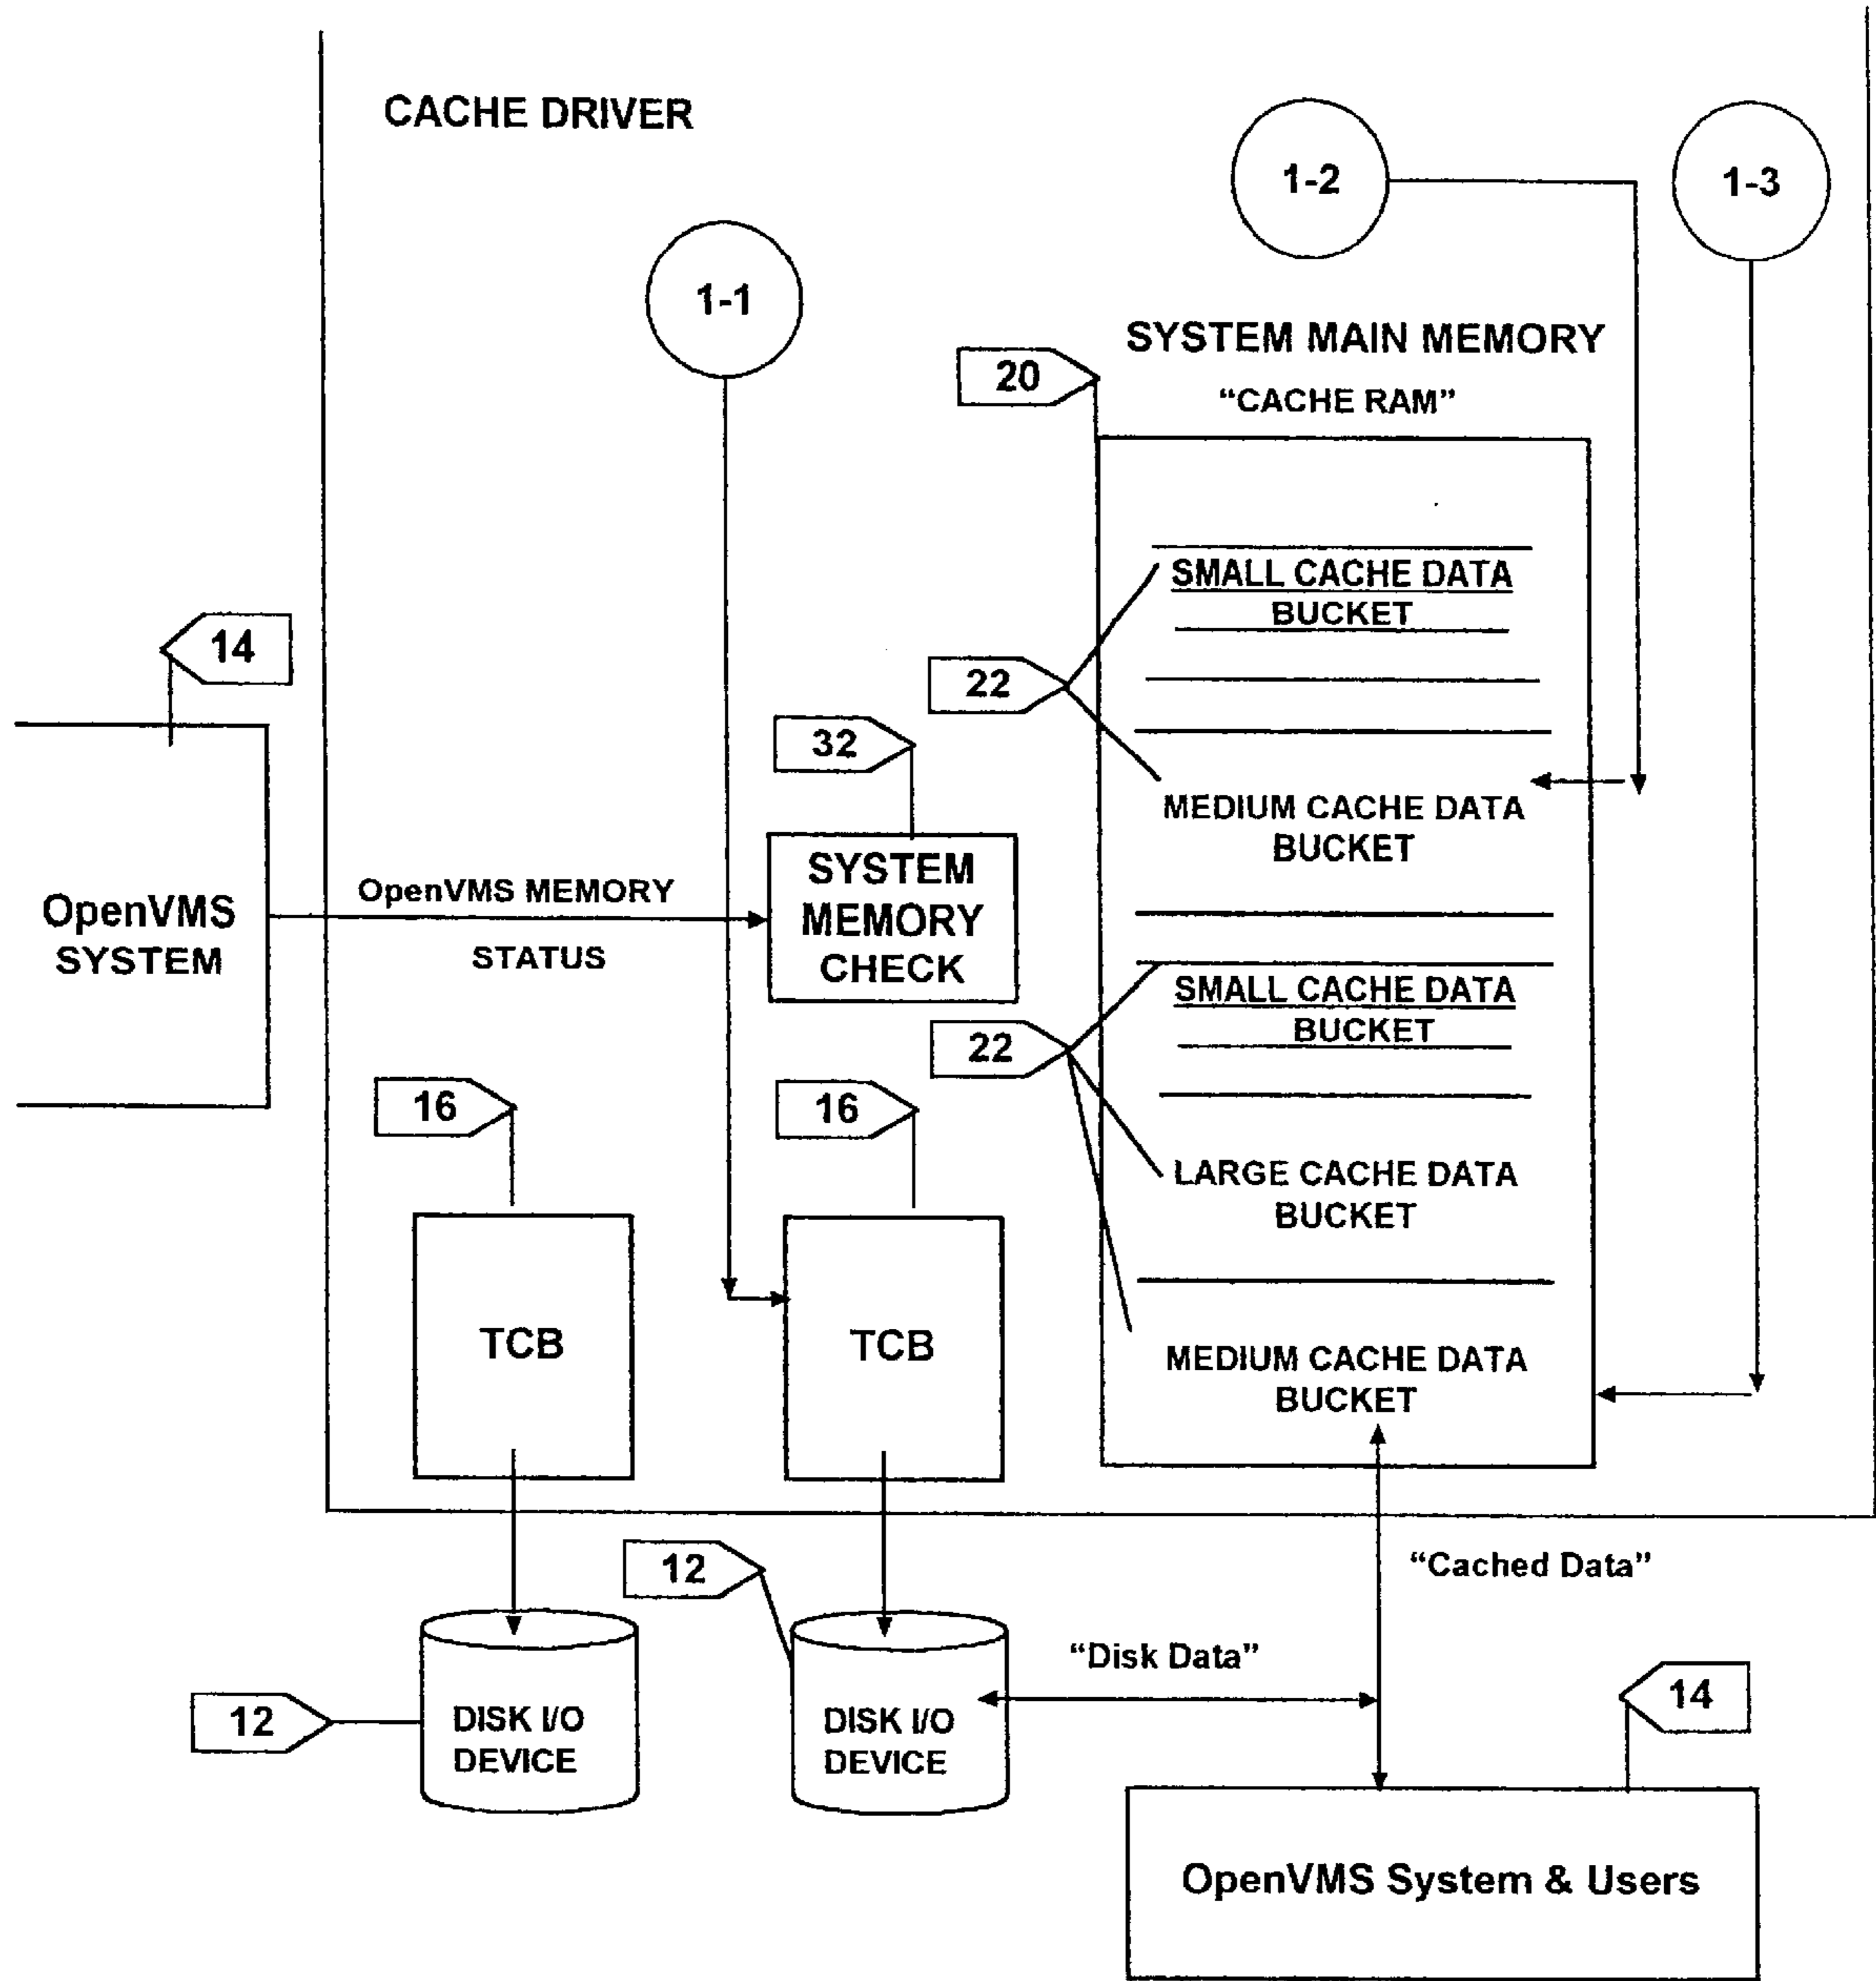 CACHE DRIVER
1-2
1-3
1-1
SYSTEM MAIN MEMORY
20
“CACHE RAM”
SMALL CACHE DATA
BUCKET
14
22
32
MEDIUM CACHE DATA
BUCKET
SYSTEM
MEMORY
CHECK
OpenVMS MEMORY
STATUS
OpenVMS
SYSTEM
SMALL CACHE DATA
BUCKET
22
16
16
LARGE CACHE DATA
BUCKET
TCB
TCB
MEDIUM CACHE DATA
BUCKET
12
“Cached Data”
“Disk Data”
12
DISK I/O
DEVICE
DISK I/O
DEVICE
14
OpenVMS System & Users